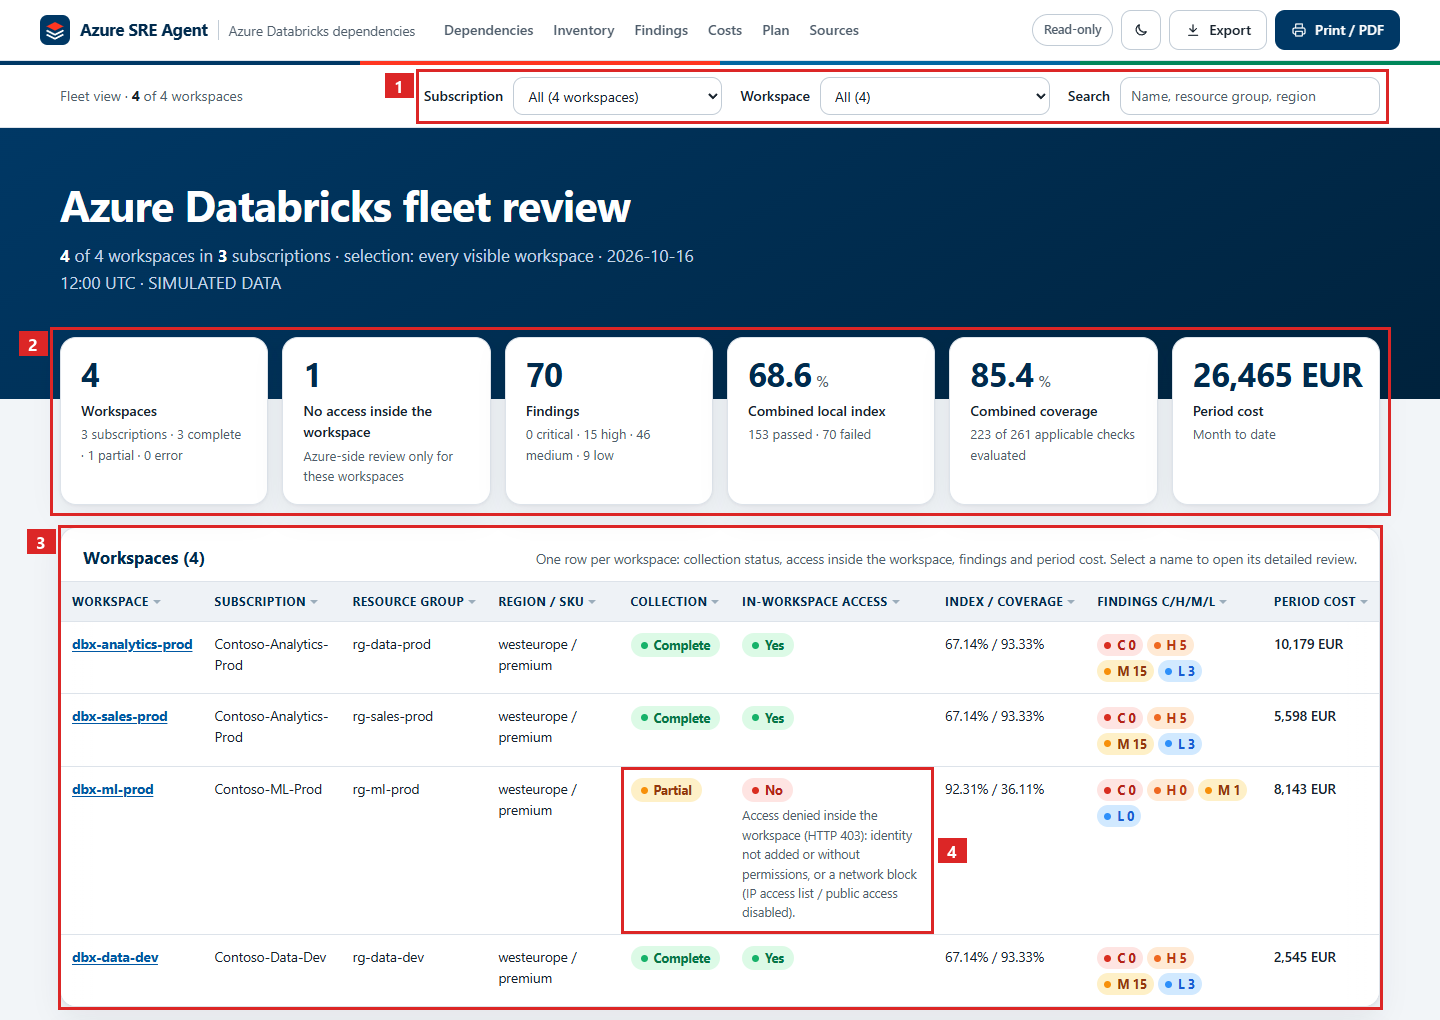 Azure SRE Agent
Azure Databricks dependencies
Dependencies
Inventory
Findings
Costs
Plan
Sources
Read-only
Export
Print / PDF
Fleet view · 4 of 4 workspaces
1
Subscription
All (4 workspaces)
Workspace
All (4)
Search
Name, resource group, region
Azure Databricks fleet review
4 of 4 workspaces in 3 subscriptions · selection: every visible workspace · 2026-10-16
12:00 UTC · SIMULATED DATA
2
4
Workspaces
3 subscriptions · 3 complete
· 1 partial · 0 error
1
No access inside the
workspace
Azure-side review only for
these workspaces
70
Findings
0 critical · 15 high · 46
medium · 9 low
68.6 %
Combined local index
153 passed · 70 failed
85.4 %
Combined coverage
223 of 261 applicable checks
evaluated
26,465 EUR
Period cost
Month to date
3
Workspaces (4)
One row per workspace: collection status, access inside the workspace, findings and period cost. Select a name to open its detailed review.
WORKSPACE
SUBSCRIPTION
RESOURCE GROUP
REGION / SKU
COLLECTION
IN-WORKSPACE ACCESS
INDEX / COVERAGE
FINDINGS C/H/M/L
PERIOD COST
dbx-analytics-prod
Contoso-Analytics-
Prod
rg-data-prod
westeurope /
premium
Complete
Yes
67.14% / 93.33%
C 0
H 5
M 15
L 3
10,179 EUR
dbx-sales-prod
Contoso-Analytics-
Prod
rg-sales-prod
westeurope /
premium
Complete
Yes
67.14% / 93.33%
C 0
H 5
M 15
L 3
5,598 EUR
dbx-ml-prod
Contoso-ML-Prod
rg-ml-prod
westeurope /
premium
Partial
No
Access denied inside the
workspace (HTTP 403): identity
not added or without
permissions, or a network block
(IP access list / public access
disabled).
4
92.31% / 36.11%
C 0
H 0
M 1
L 0
8,143 EUR
dbx-data-dev
Contoso-Data-Dev
rg-data-dev
westeurope /
premium
Complete
Yes
67.14% / 93.33%
C 0
H 5
M 15
L 3
2,545 EUR